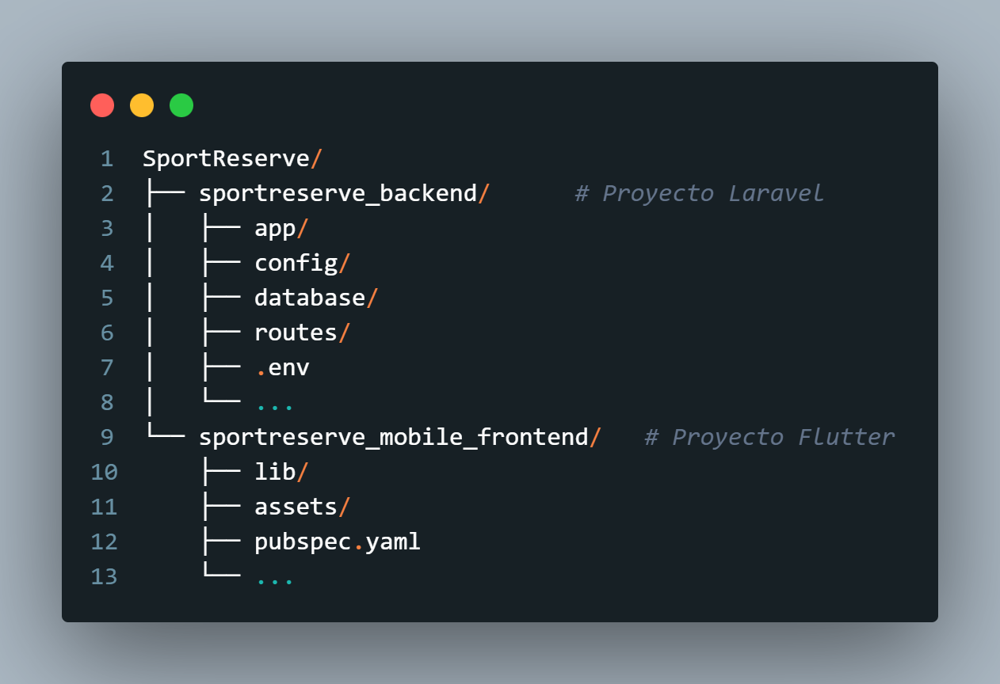 1 SportReserve/
2 ├── sportreserve_backend/      # Proyecto Laravel
3 │   ├── app/
4 │   ├── config/
5 │   ├── database/
6 │   ├── routes/
7 │   ├── .env
8 │   └── ...
9 └── sportreserve_mobile_frontend/   # Proyecto Flutter
10     ├── lib/
11     ├── assets/
12     ├── pubspec.yaml
13     └── ...